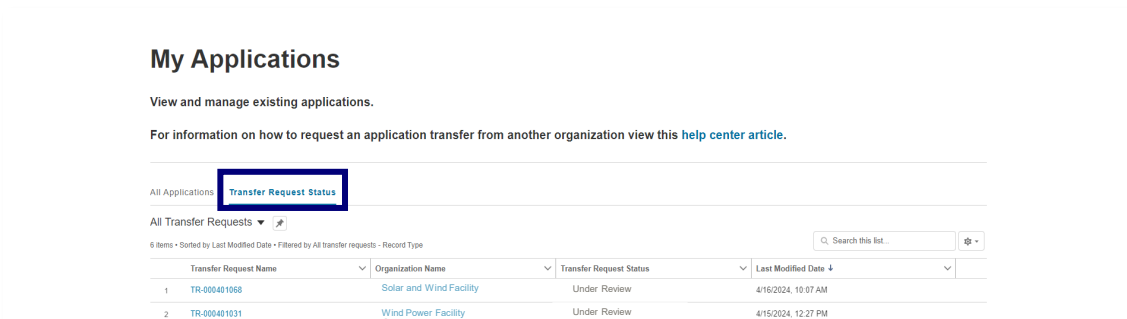 My Applications
View and manage existing applications.
For information on how to request an application transfer from another organization view this help center article.
All Applications Transfer Request Status
All Transfer Requests
6 items • Sorted by Last Modified Date • Filtered by All transfer requests - Record Type
Search this list...
Transfer Request Name Organization Name Transfer Request Status Last Modified Date ↓
1 TR-000401068 Solar and Wind Facility Under Review 4/16/2024, 10:07 AM
2 TR-000401031 Wind Power Facility Under Review 4/15/2024, 12:27 PM